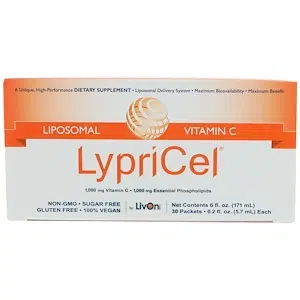 A Unique, High-Performance DIETARY SUPPLEMENT • Liposomal Delivery System • Maximum Bioavailability • Maximum Benefit
LIPOSOMAL VITAMIN C
LypriCel®
1,000 mg Vitamin C • 1,000 mg Essential Phospholipids
NON-GMO • SUGAR FREE
GLUTEN FREE • 100% VEGAN
by LivOn
Net Contents 6 fl. oz. (171 mL)
30 Packets • 0.2 fl. oz. (5.7 mL) Each